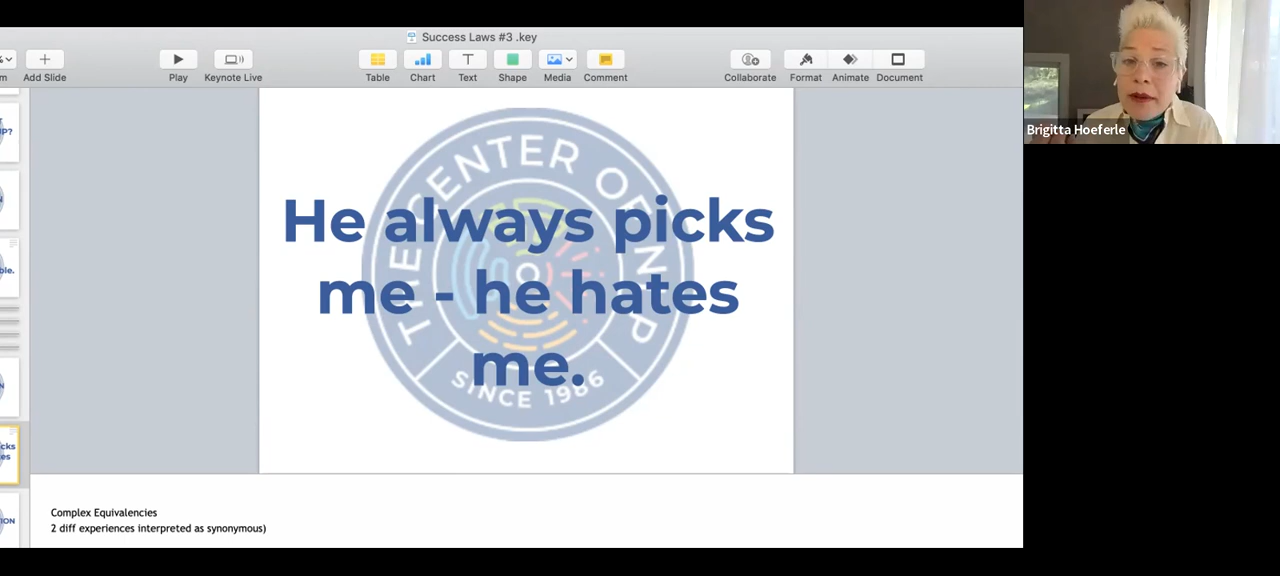 Success Laws #3 .key
Add Slide
Play
Keynote Live
Table
Chart
Text
Shape
Media
Comment
Collaborate
Format
Animate
Document
Brigitta Hoeferle
THE CENTER OF NLP
SINCE 1986
He always picks
me - he hates
me.
Complex Equivalencies
2 diff experiences interpreted as synonymous)